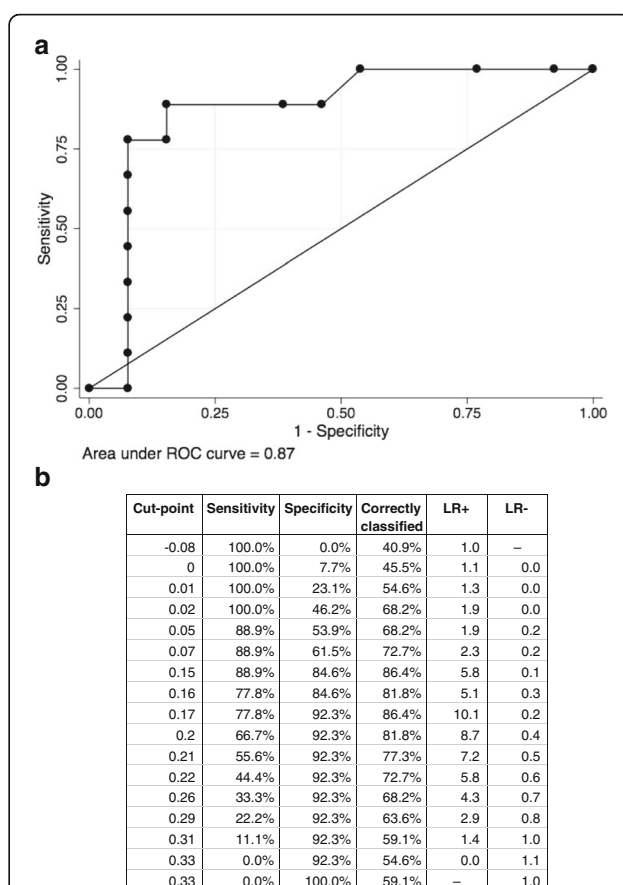 a
1.00
0.75
0.50
0.25
0.00
Sensitivity
0.00 0.25 0.50 0.75 1.00
1 - Specificity
Area under ROC curve = 0.87
b
Cut-point Sensitivity Specificity Correctly classified LR+ LR-
-0.08 100.0% 0.0% 40.9% 1.0 –
0 100.0% 7.7% 45.5% 1.1 0.0
0.01 100.0% 23.1% 54.6% 1.3 0.0
0.02 100.0% 46.2% 68.2% 1.9 0.0
0.05 88.9% 53.9% 68.2% 1.9 0.2
0.07 88.9% 61.5% 72.7% 2.3 0.2
0.15 88.9% 84.6% 86.4% 5.8 0.1
0.16 77.8% 84.6% 81.8% 5.1 0.3
0.17 77.8% 92.3% 86.4% 10.1 0.2
0.2 66.7% 92.3% 81.8% 8.7 0.4
0.21 55.6% 92.3% 77.3% 7.2 0.5
0.22 44.4% 92.3% 72.7% 5.8 0.6
0.26 33.3% 92.3% 68.2% 4.3 0.7
0.29 22.2% 92.3% 63.6% 2.9 0.8
0.31 11.1% 92.3% 59.1% 1.4 1.0
0.33 0.0% 92.3% 54.6% 0.0 1.1
0.33 0.0% 100.0% 59.1% – 1.0